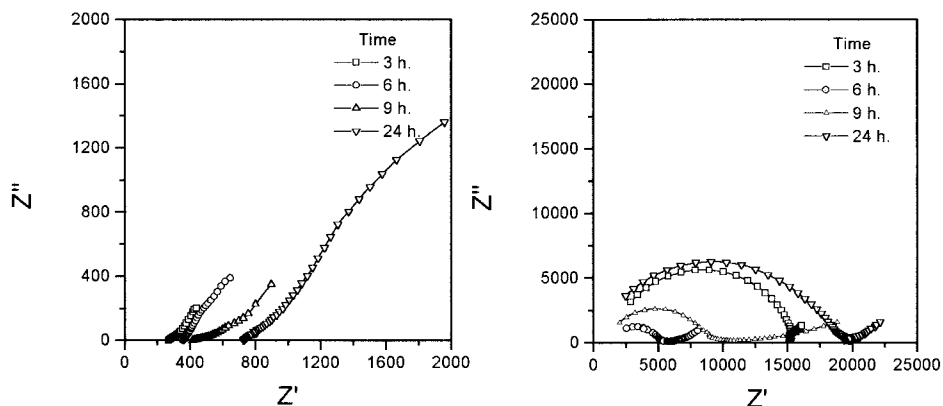 2000
1600
1200
800
400
0
Z"
0 400 800 1200 1600 2000
Z'
Time
3 h.
6 h.
9 h.
24 h.
25000
20000
15000
10000
5000
0
Z"
0 5000 10000 15000 20000 25000
Z'
Time
3 h.
6 h.
9 h.
24 h.